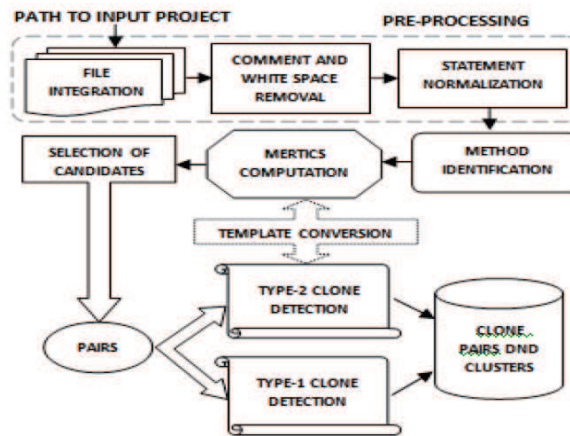 PATH TO INPUT PROJECT
PRE-PROCESSING
FILE
INTEGRATION
COMMENT AND
WHITE SPACE
REMOVAL
STATEMENT
NORMALIZATION
SELECTION OF
CANDIDATES
MERTICS
COMPUTATION
METHOD
IDENTIFICATION
TEMPLATE CONVERSION
TYPE-2 CLONE
DETECTION
PAIRS
TYPE-1 CLONE
DETECTION
CLONE
PAIRS DND
CLUSTERS